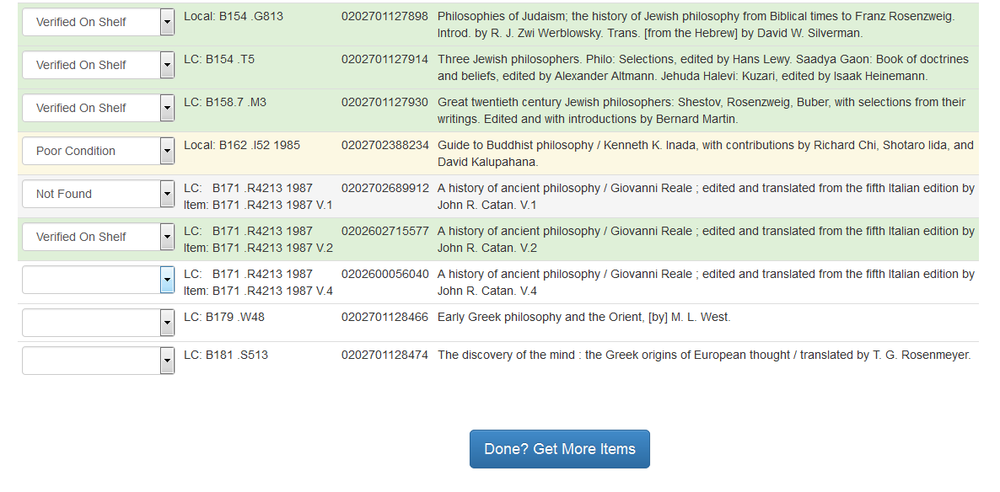 Verified On Shelf Local: B154 .G813 0202701127898 Philosophies of Judaism; the history of Jewish philosophy from Biblical times to Franz Rosenzweig.
Introd. by R. J. Zwi Werblowsky. Trans. [from the Hebrew] by David W. Silverman.
Verified On Shelf LC: B154 .T5 0202701127914 Three Jewish philosophers. Philo: Selections, edited by Hans Lewy. Saadya Gaon: Book of doctrines
and beliefs, edited by Alexander Altmann. Jehuda Halevi: Kuzari, edited by Isaak Heinemann.
Verified On Shelf LC: B158.7 .M3 0202701127930 Great twentieth century Jewish philosophers: Shestov, Rosenzweig, Buber, with selections from their
writings. Edited and with introductions by Bernard Martin.
Poor Condition Local: B162 .I52 1985 0202702388234 Guide to Buddhist philosophy / Kenneth K. Inada, with contributions by Richard Chi, Shotaro Iida, and
David Kalupahana.
Not Found LC: B171 .R4213 1987 0202702689912 A history of ancient philosophy / Giovanni Reale ; edited and translated from the fifth Italian edition by
Item: B171 .R4213 1987 V.1 John R. Catan. V.1
Verified On Shelf LC: B171 .R4213 1987 0202602715577 A history of ancient philosophy / Giovanni Reale ; edited and translated from the fifth Italian edition by
Item: B171 .R4213 1987 V.2 John R. Catan. V.2
LC: B171 .R4213 1987 0202600056040 A history of ancient philosophy / Giovanni Reale ; edited and translated from the fifth Italian edition by
Item: B171 .R4213 1987 V.4 John R. Catan. V.4
LC: B179 .W48 0202701128466 Early Greek philosophy and the Orient, [by] M. L. West.
LC: B181 .S513 0202701128474 The discovery of the mind : the Greek origins of European thought / translated by T. G. Rosenmeyer.
Done? Get More Items